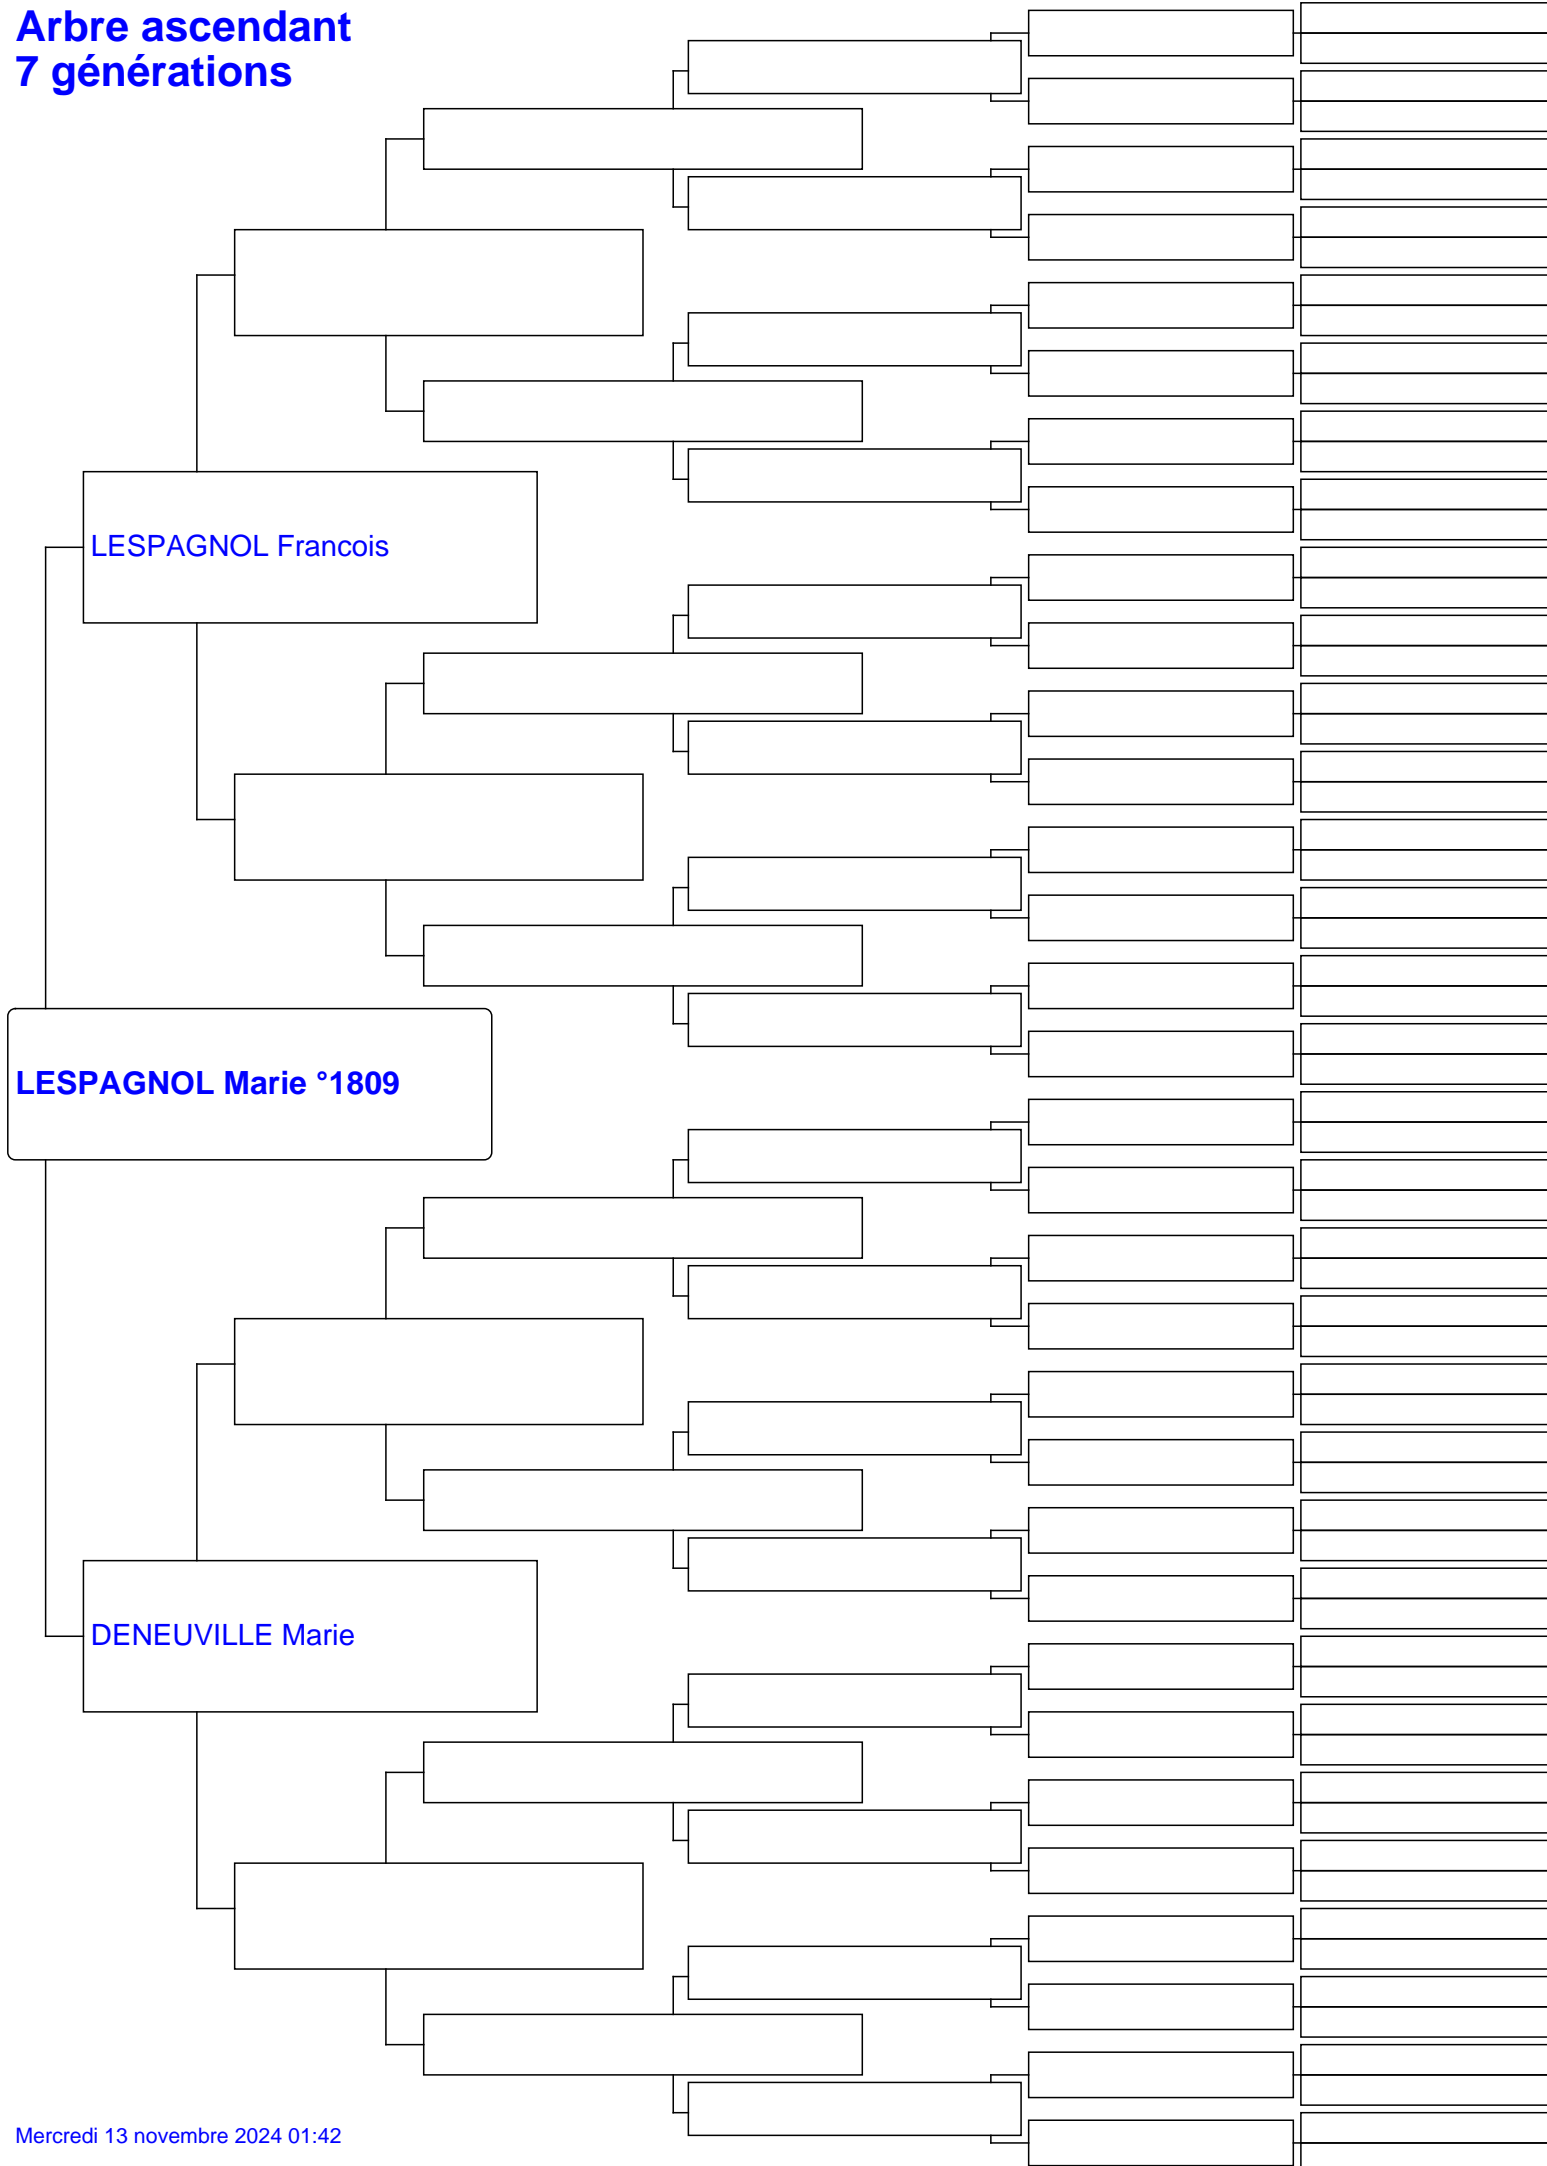 Arbre ascendant
7 générations
LESPAGNOL Francois
LESPAGNOL Marie °1809
DENEUVILLE Marie
Mercredi 13 novembre 2024 01:42